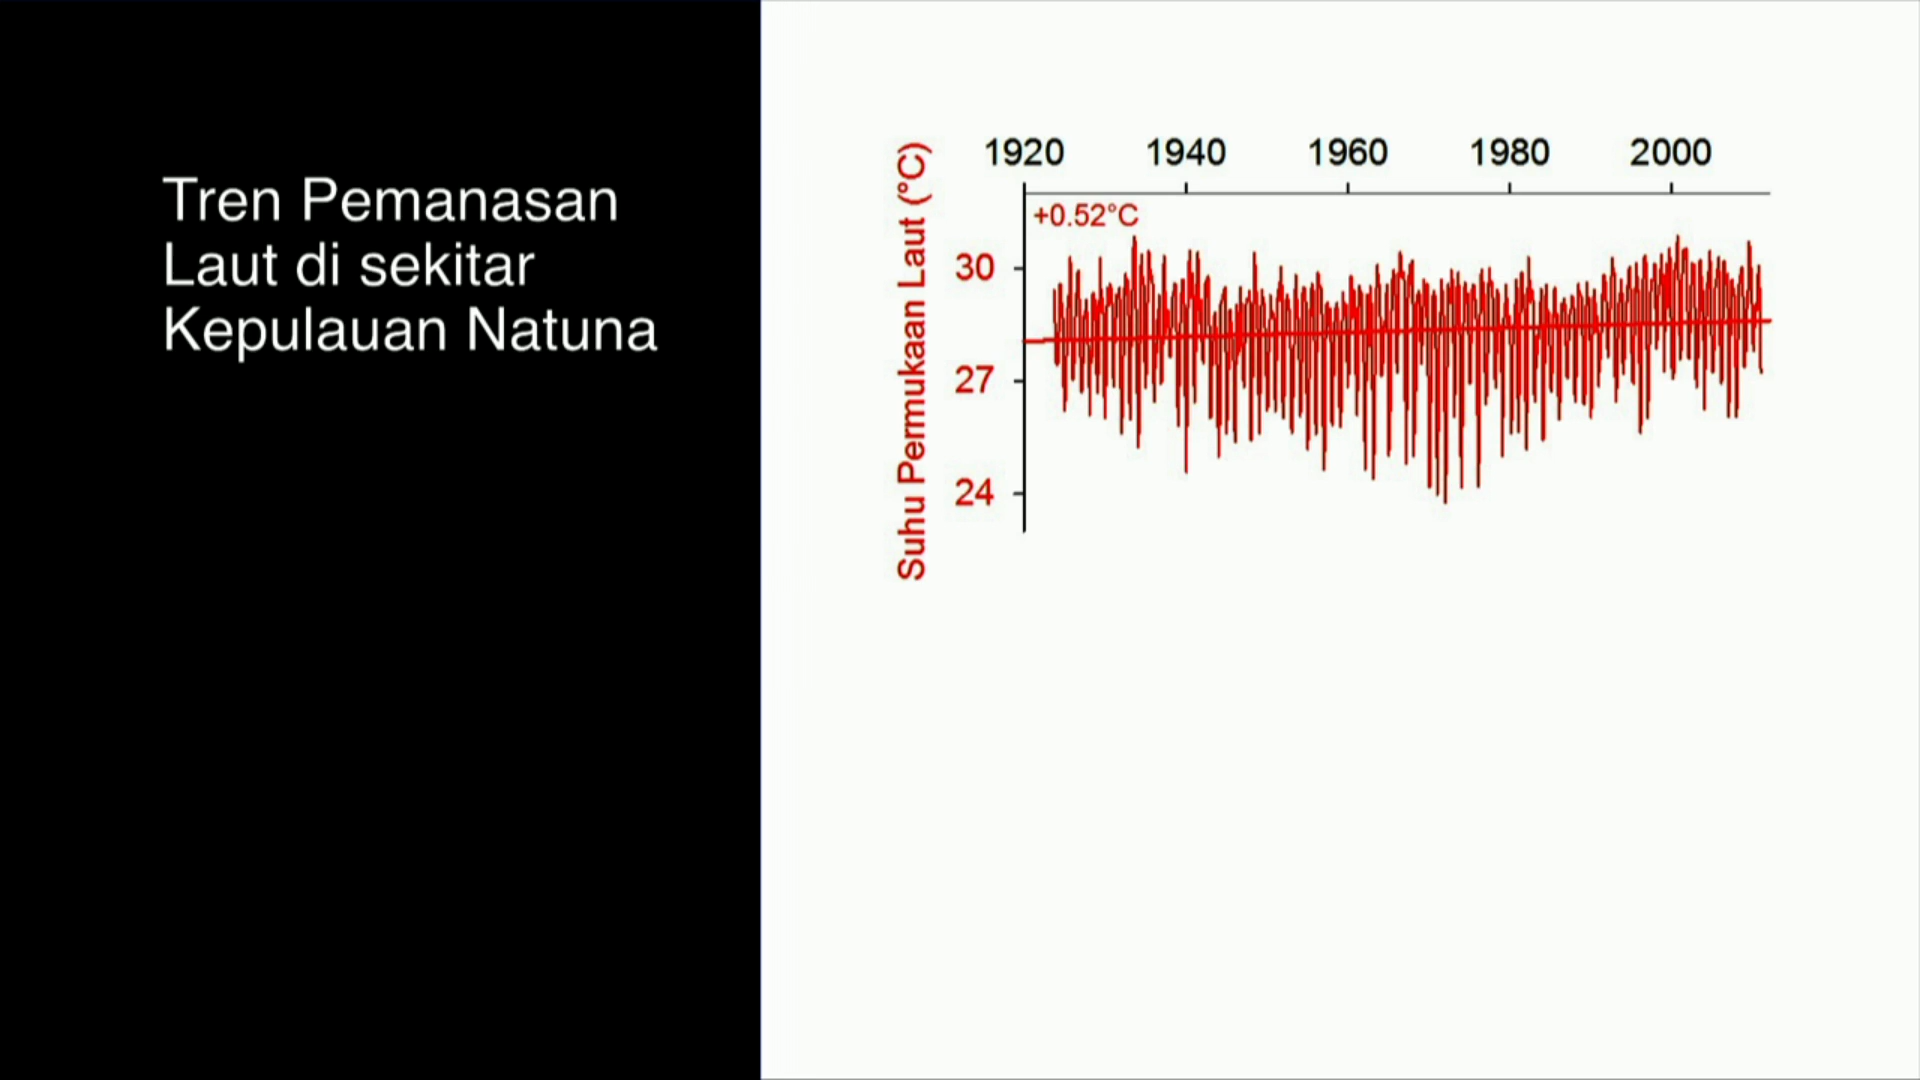 Tren Pemanasan
Laut di sekitar
Kepulauan Natuna
1920 1940 1960 1980 2000
+0.52°C
Suhu Permukaan Laut (°C)
30
27
24